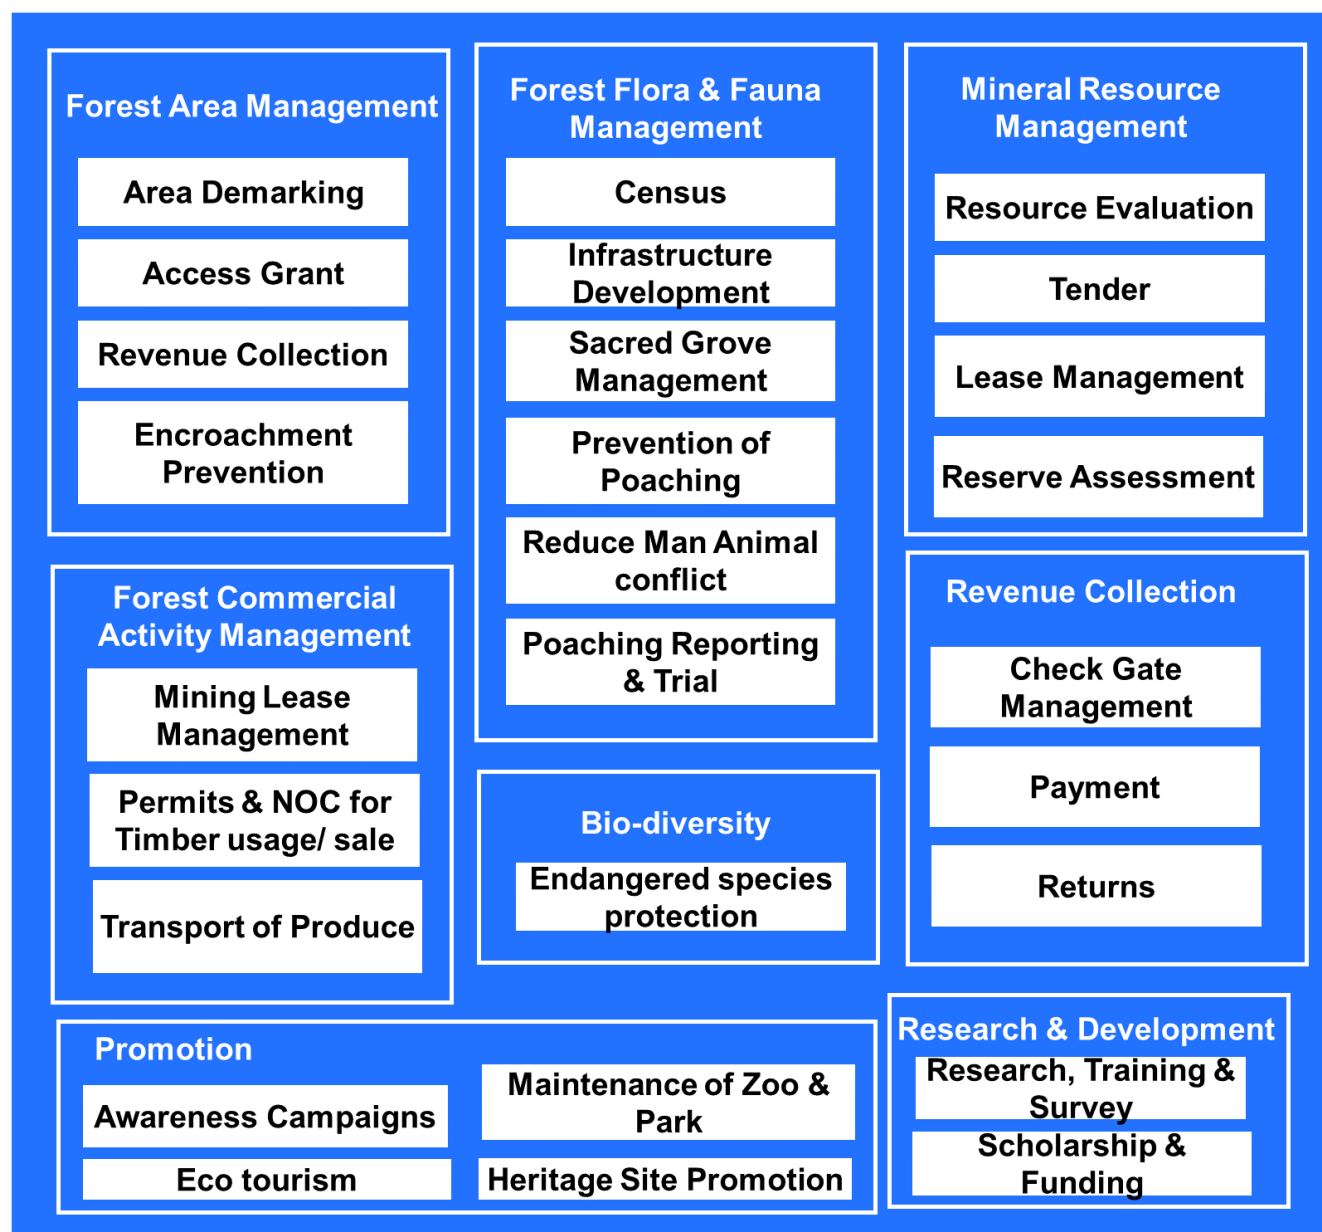 Forest Area Management
Area Demarking
Access Grant
Revenue Collection
Encroachment
Prevention
Forest Flora & Fauna
Management
Census
Infrastructure
Development
Sacred Grove
Management
Prevention of
Poaching
Reduce Man Animal
conflict
Poaching Reporting
& Trial
Mineral Resource
Management
Resource Evaluation
Tender
Lease Management
Reserve Assessment
Forest Commercial
Activity Management
Mining Lease
Management
Permits & NOC for
Timber usage/ sale
Transport of Produce
Bio-diversity
Endangered species
protection
Revenue Collection
Check Gate
Management
Payment
Returns
Promotion
Awareness Campaigns
Eco tourism
Maintenance of Zoo &
Park
Heritage Site Promotion
Research & Development
Research, Training &
Survey
Scholarship &
Funding